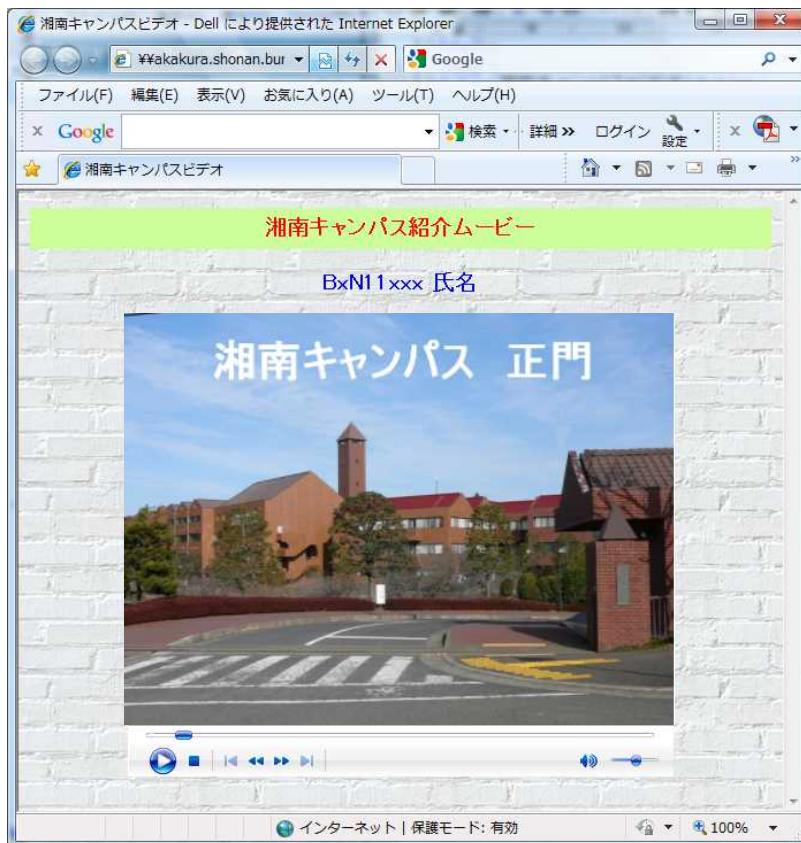 湘南キャンパスビデオ - Dell により提供された Internet Explorer
¥¥akakura.shonan.bur
Google
ファイル(F) 編集(E) 表示(V) お気に入り(A) ツール(T) ヘルプ(H)
x Google 検索 詳細 >> ログイン 設定 x
湘南キャンパスビデオ
湘南キャンパス紹介ムービー
BxN11xxx 氏名
湘南キャンパス 正門
インターネット | 保護モード: 有効
100%